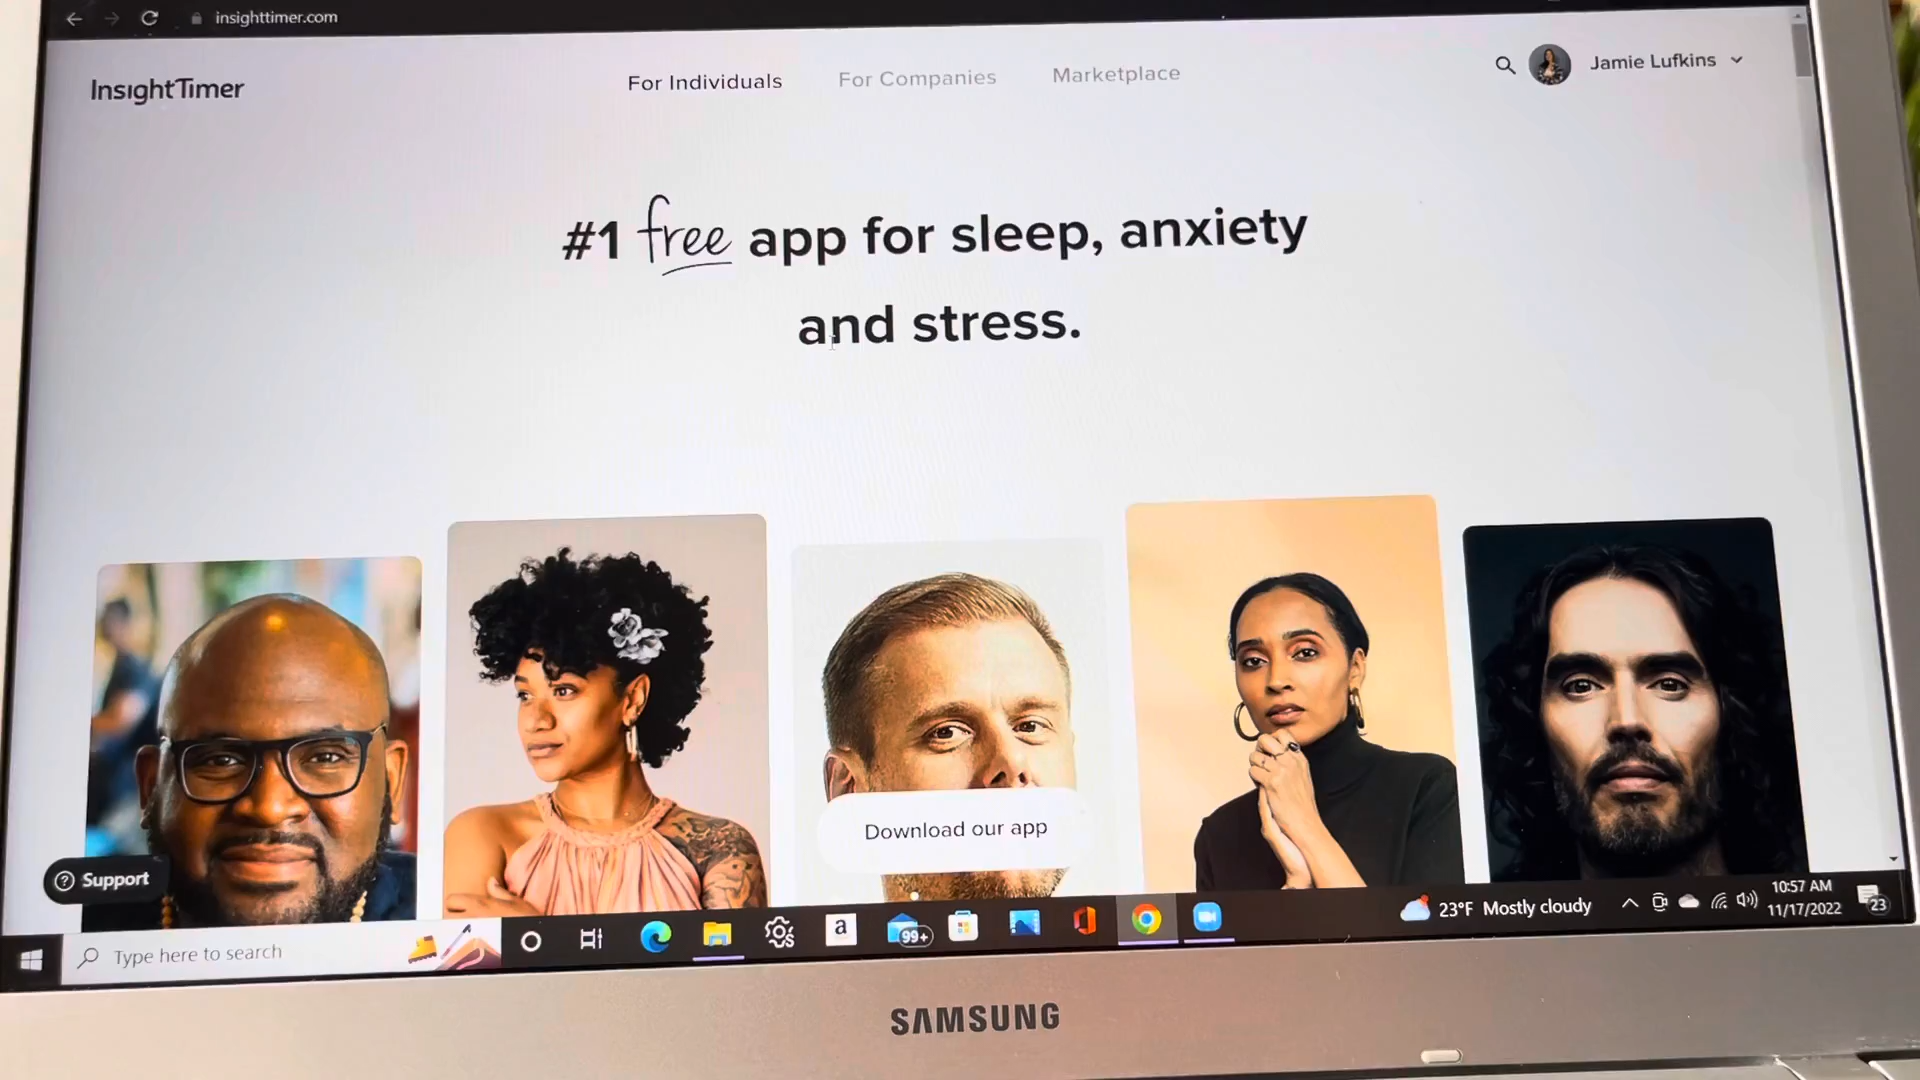 insighttimer.com
InsightTimer
For Individuals
For Companies
Marketplace
Jamie Lufkins
#1 free app for sleep, anxiety
and stress.
Download our app
Support
Type here to search
a
99+
23°F Mostly cloudy
10:57 AM
11/17/2022
23
SAMSUNG